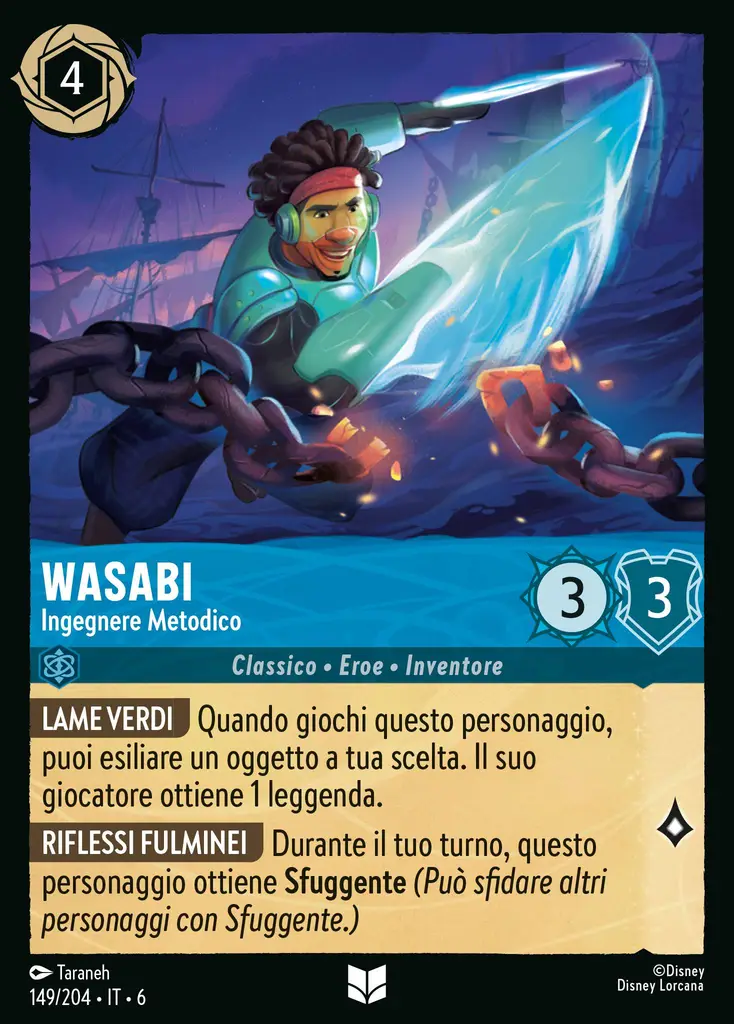 4
WASABI
Ingegnere Metodico
3
3
Classico • Eroe • Inventore
LAME VERDI Quando giochi questo personaggio,
puoi esiliare un oggetto a tua scelta. Il suo
giocatore ottiene 1 leggenda.
RIFLESSI FULMINEI Durante il tuo turno, questo
personaggio ottiene Sfuggente (Può sfidare altri
personaggi con Sfuggente.)
Taraneh
149/204 • IT • 6
©Disney
Disney Lorcana